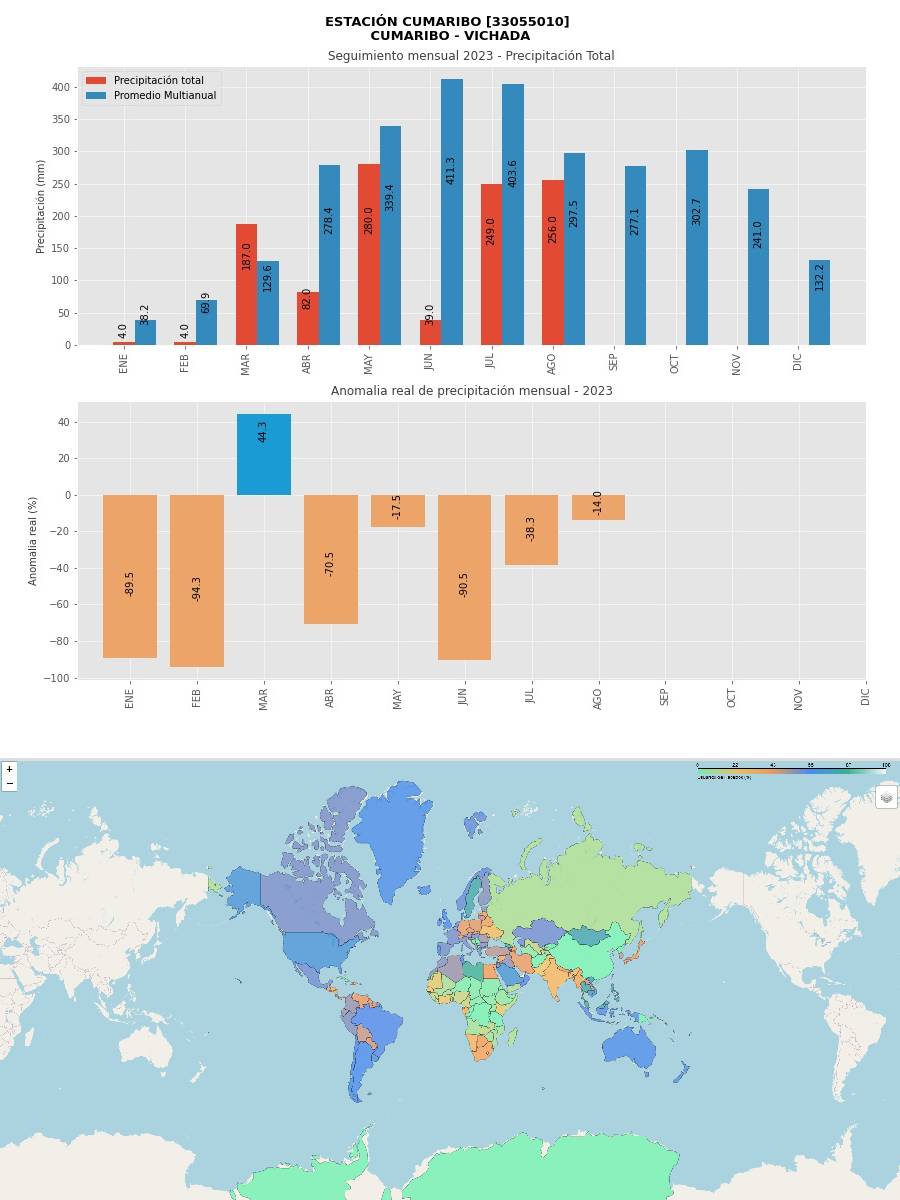 ESTACIÓN CUMARIBO [33055010]
CUMARIBO - VICHADA
Seguimiento mensual 2023 - Precipitación Total
Precipitación total
Promedio Multianual
Precipitación (mm)
400
350
300
250
200
150
100
50
0
4.0 38.2 4.0 69.9 187.0 129.6 82.0 278.4 280.0 339.4 39.0 411.3 249.0 403.6 256.0 297.5 277.1 302.7 241.0 132.2
ENE FEB MAR ABR MAY JUN JUL AGO SEP OCT NOV DIC
Anomalia real de precipitación mensual - 2023
Anomalia real (%)
40
20
0
−20
−40
−60
−80
−100
-89.5 -94.3 44.3 -70.5 -17.5 -90.5 -38.3 -14.0
ENE FEB MAR ABR MAY JUN JUL AGO SEP OCT NOV DIC
+
−